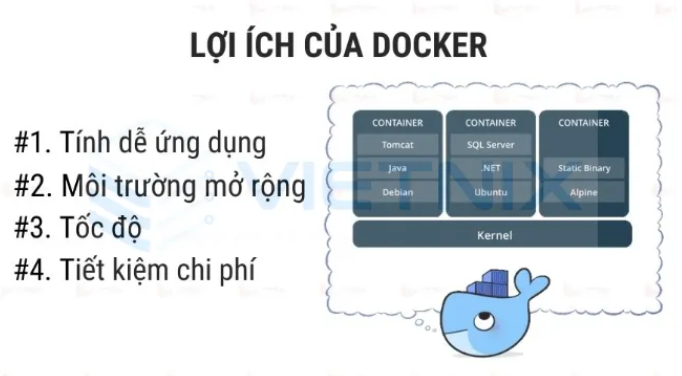 LỢI ÍCH CỦA DOCKER
#1. Tính dễ ứng dụng
#2. Môi trường mở rộng
#3. Tốc độ
#4. Tiết kiệm chi phí
CONTAINER
Tomcat
Java
Debian
CONTAINER
SQL Server
.NET
Ubuntu
CONTAINER
Static Binary
Alpine
Kernel
VIETNIX